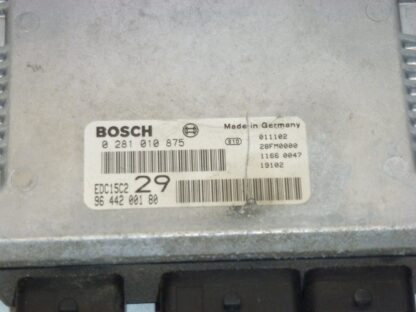 BOSCH
Made in Germany
0 281 010 875
610
011102
28FM0000
1166 0047
19102
EDC15C2 29
96 442 001 80